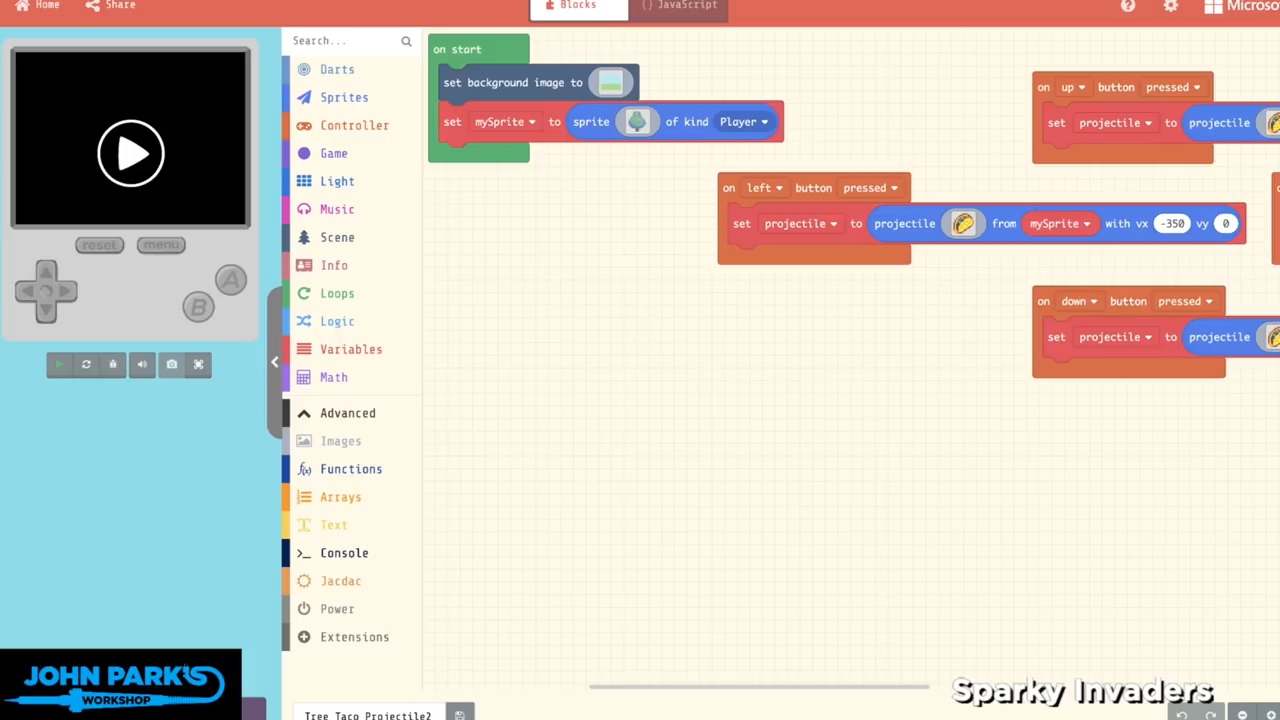 Home
Share
Blocks
{} JavaScript
Microso
Search...
reset
menu
A
B
Darts
Sprites
Controller
Game
Light
Music
Scene
Info
Loops
Logic
Variables
Math
Advanced
Images
Functions
Arrays
Text
Console
Jacdac
Power
Extensions
on start
set background image to
set mySprite to sprite of kind Player
on left button pressed
set projectile to projectile from mySprite with vx -350 vy 0
on up button pressed
set projectile to projectile
on down button pressed
set projectile to projectile
JOHN PARK'S
WORKSHOP
Sparky Invaders
Tree Taco Projectile2